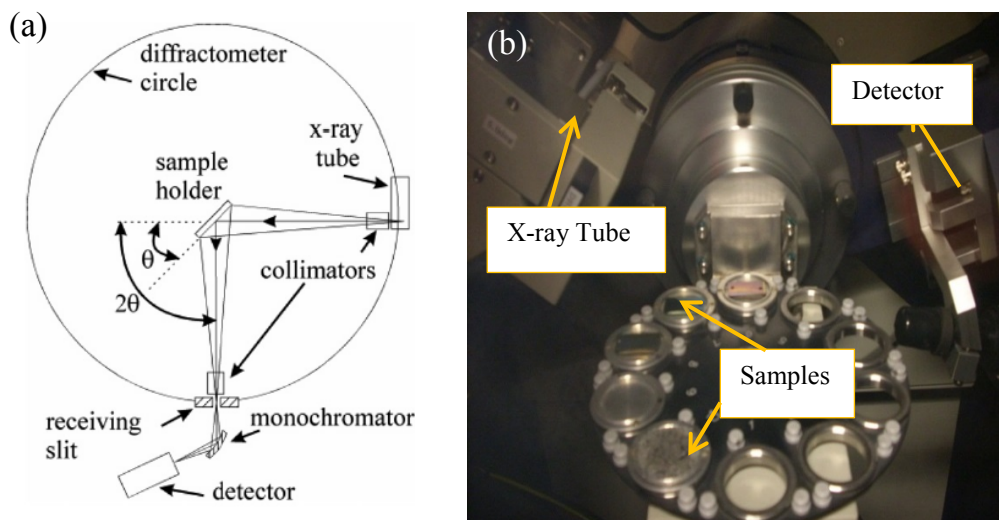 (a)
diffractometer
circle
x-ray
tube
sample
holder
θ
2θ
collimators
receiving
slit
monochromator
detector
(b)
Detector
X-ray Tube
Samples